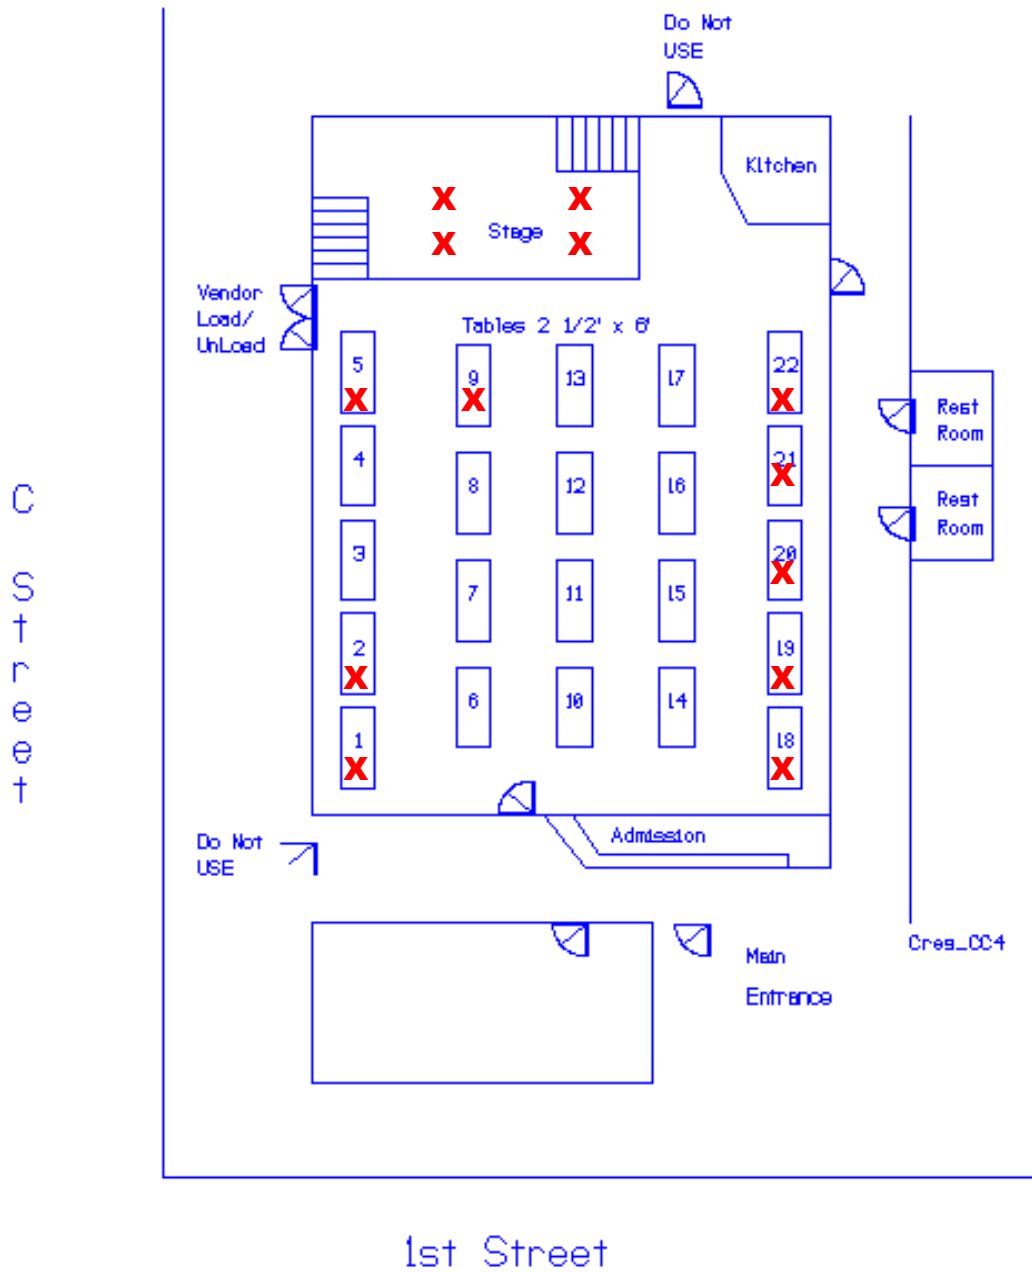 Do Not
USE
Kitchen
X X
Stage
X X
Vendor
Load/
UnLoad
Tables 2 1/2' x 6'
5 9 13 17 22
X X X
Rest
Room
4 8 12 16 21
X
Rest
Room
3 7 11 15 20
X
2 19
X X
6 10 14
1 18
X X
C Street
Do Not
USE
Admission
Cres_CC4
Main
Entrance
1st Street